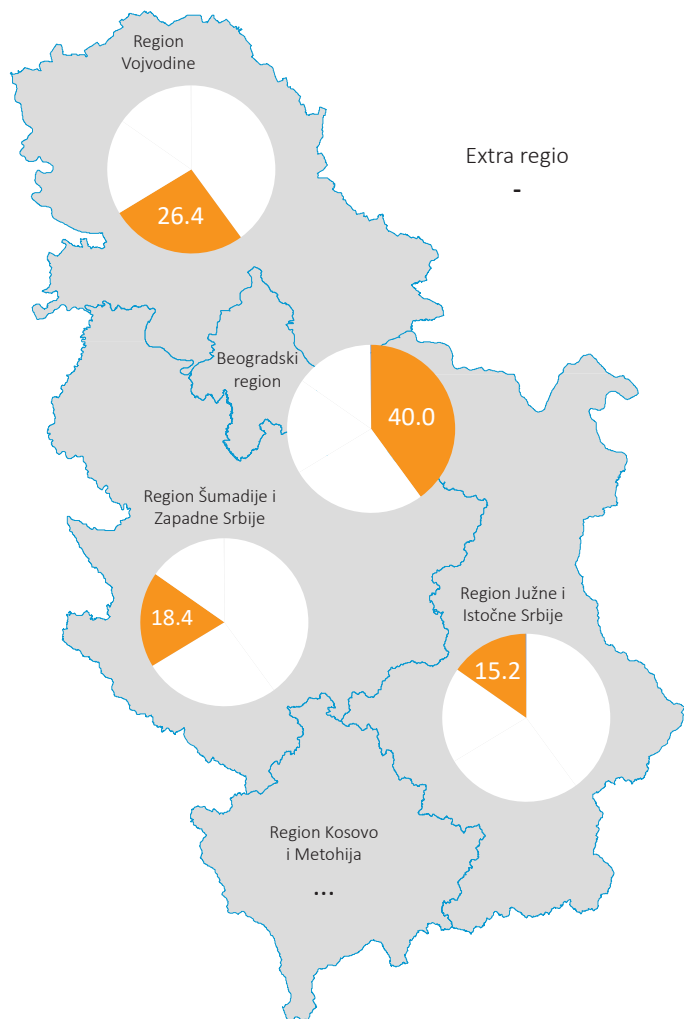 Region
Vojvodine
26.4
Extra regio
-
Beogradski
region
40.0
Region Šumadije i
Zapadne Srbije
18.4
Region Južne i
Istočne Srbije
15.2
Region Kosovo
i Metohija
...